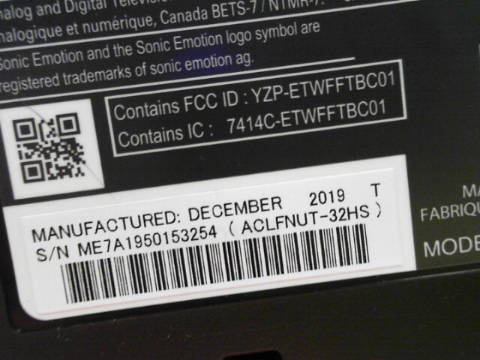 nalog and Digital Television
nalogique et numérique, Canada BETS-7 / NTMR-7.
Sonic Emotion and the Sonic Emotion logo symbol are
registered trademarks of sonic emotion ag.
Contains FCC ID : YZP-ETWFFTBC01
Contains IC : 7414C-ETWFFTBC01
MANUFACTURED: DECEMBER 2019 T
S/N ME7A1950153254 ( ACLFNUT-32HS )
MA
FABRIQU
MODE